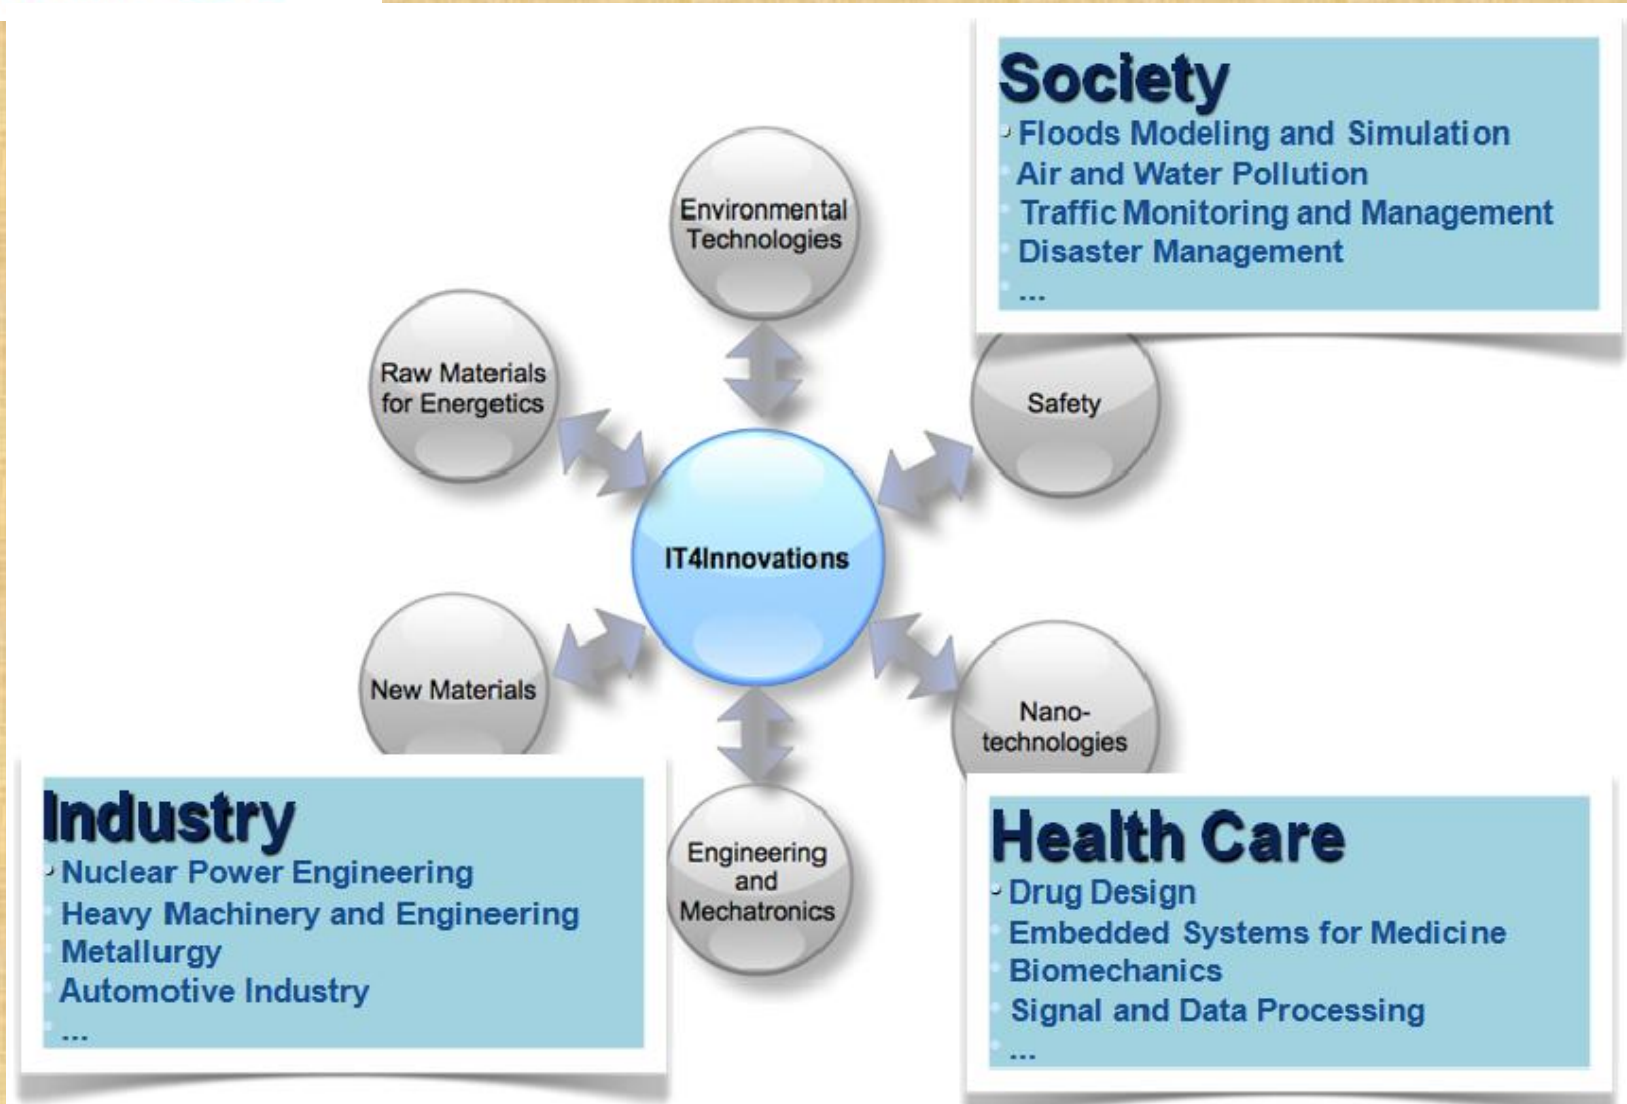 Society
Floods Modeling and Simulation
Air and Water Pollution
Traffic Monitoring and Management
Disaster Management
...
Environmental
Technologies
Raw Materials
for Energetics
Safety
IT4Innovations
New Materials
Nano-
technologies
Engineering
and
Mechatronics
Industry
Nuclear Power Engineering
Heavy Machinery and Engineering
Metallurgy
Automotive Industry
...
Health Care
Drug Design
Embedded Systems for Medicine
Biomechanics
Signal and Data Processing
...